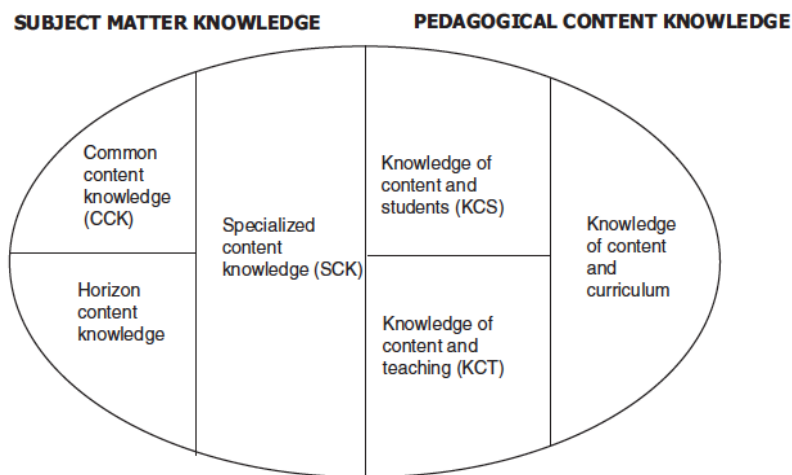 SUBJECT MATTER KNOWLEDGE
PEDAGOGICAL CONTENT KNOWLEDGE
Common
content
knowledge
(CCK)
Horizon
content
knowledge
Specialized
content
knowledge (SCK)
Knowledge of
content and
students (KCS)
Knowledge of
content and
teaching (KCT)
Knowledge
of content
and
curriculum